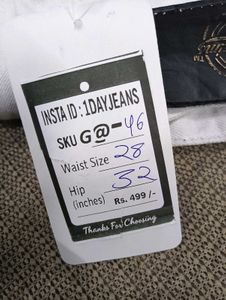 INSTA ID : 1DAYJEANS
SKU G@-46
Waist Size 28
Hip 32
(inches) Rs. 499/-
Thanks For Choosing